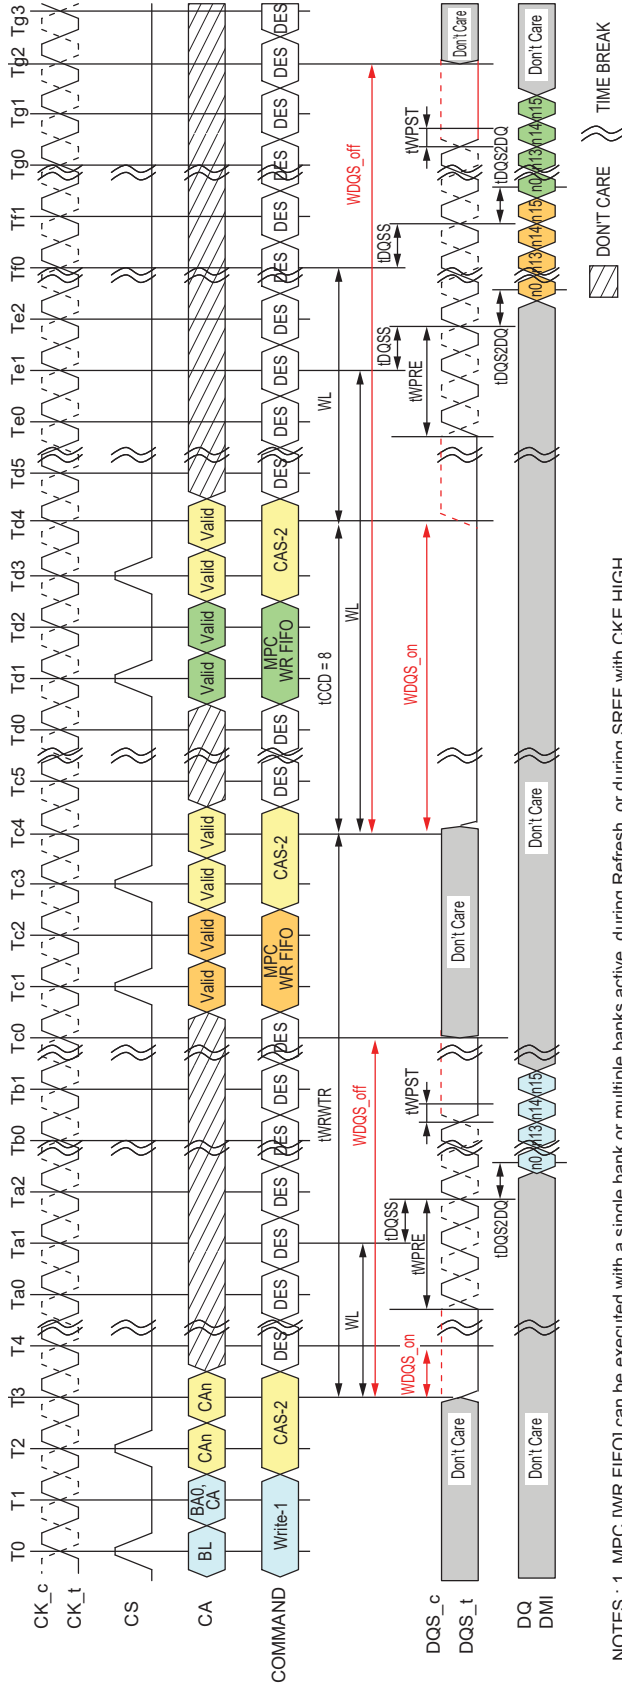 T0 T1 T2 T3 T4 Ta0 Ta1 Ta2 Tb0 Tb1 Tc0 Tc1 Tc2 Tc3 Tc4 Tc5 Td0 Td1 Td2 Td3 Td4 Td5 Te0 Te1 Te2 Tf0 Tf1 Tg0 Tg1 Tg2 Tg3
CK_c
CK_t
CS
CA BL BA0, CA CAn CAn Valid Valid Valid Valid Valid Valid Valid Valid
COMMAND Write-1 CAS-2 DES DES DES DES DES DES DES MPC WR FIFO CAS-2 DES DES MPC WR FIFO CAS-2 DES DES DES DES DES DES DES DES DES DES
tWRWTR tCCD = 8 WL
WL WL
WDQS_off WDQS_off
tDQSS tDQSS tDQSS
WDQS_on tWPRE tWPST WDQS_on tWPRE tWPST
DQS_c
DQS_t
Don't Care Don't Care Don't Care
tDQS2DQ tDQS2DQ tDQS2DQ
DQ
DMI
Don't Care n0 n13 n14 n15 Don't Care n0 n13 n14 n15 n0 n13 n14 n15 Don't Care
DON'T CARE TIME BREAK
NOTES : 1. MPC [WR FIFO] can be executed with a single bank or multiple banks active, during Refresh, or during SREF with CKE HIGH.